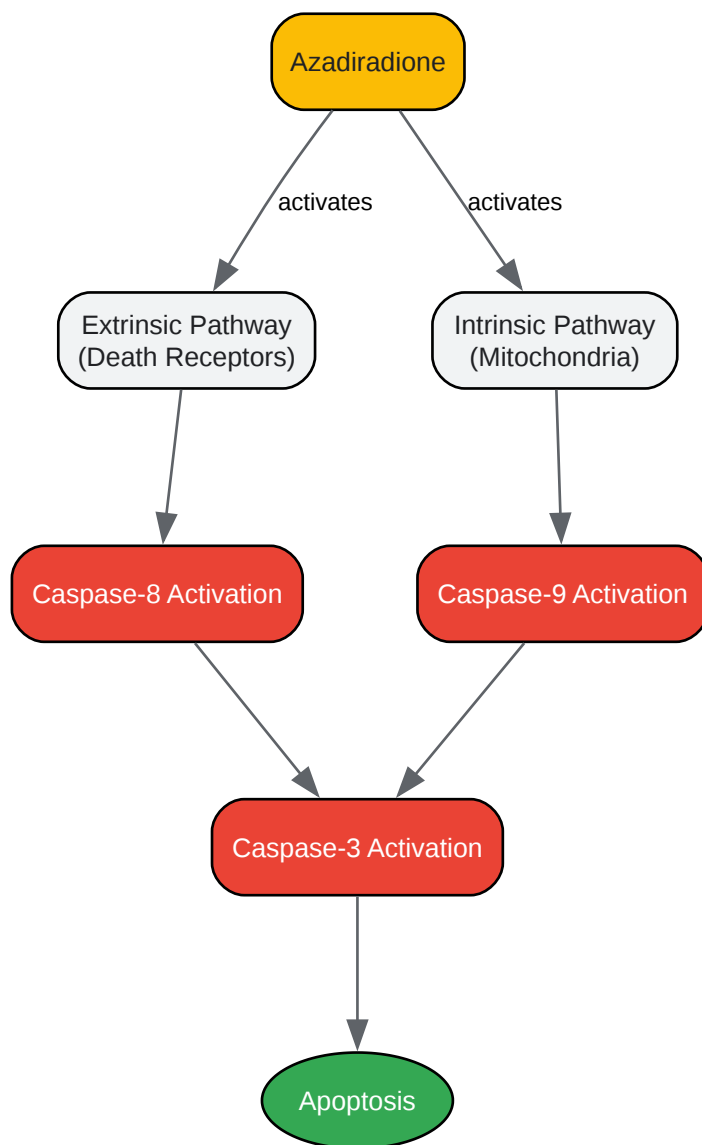 Azadiradione
activates
activates
Extrinsic Pathway
(Death Receptors)
Intrinsic Pathway
(Mitochondria)
Caspase-8 Activation
Caspase-9 Activation
Caspase-3 Activation
Apoptosis